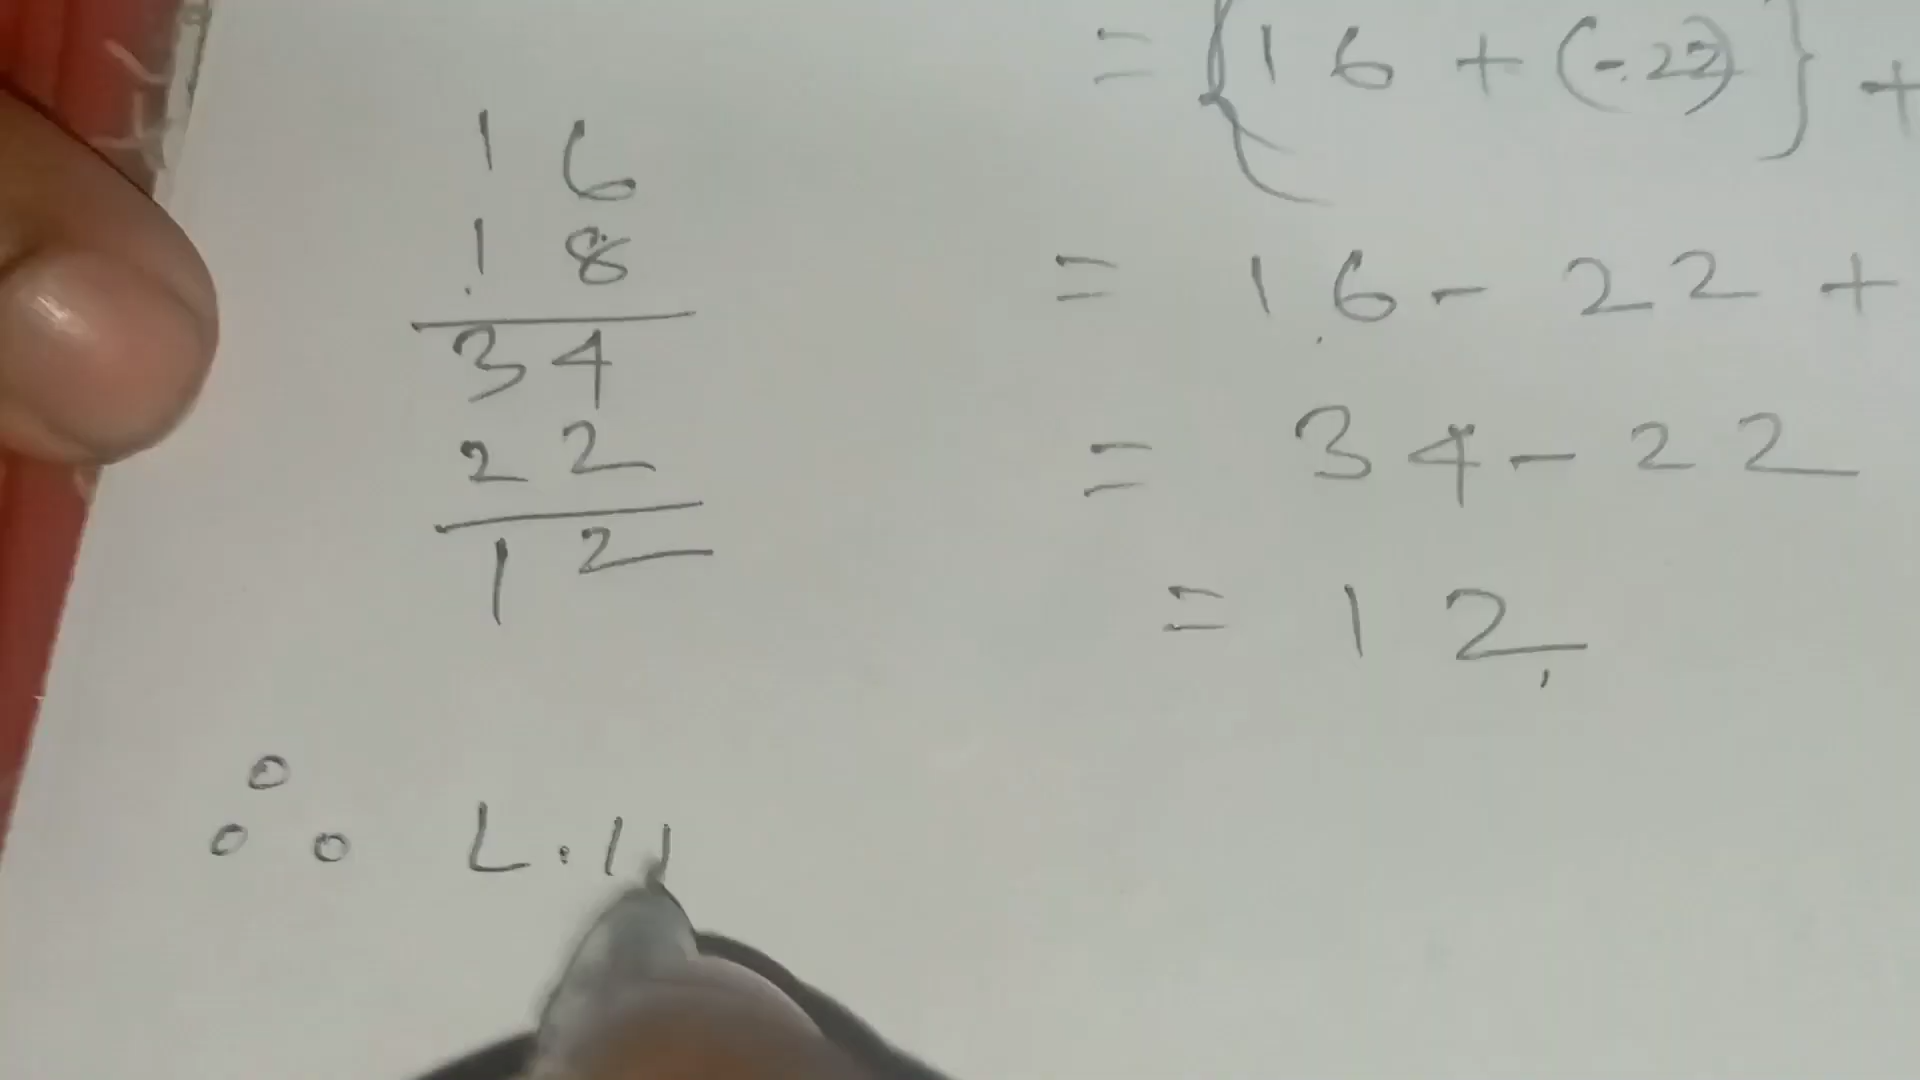 16
18
34
22
12
= {16 + (-22)} +
= 16 - 22 +
= 34 - 22
= 12
∴ L.